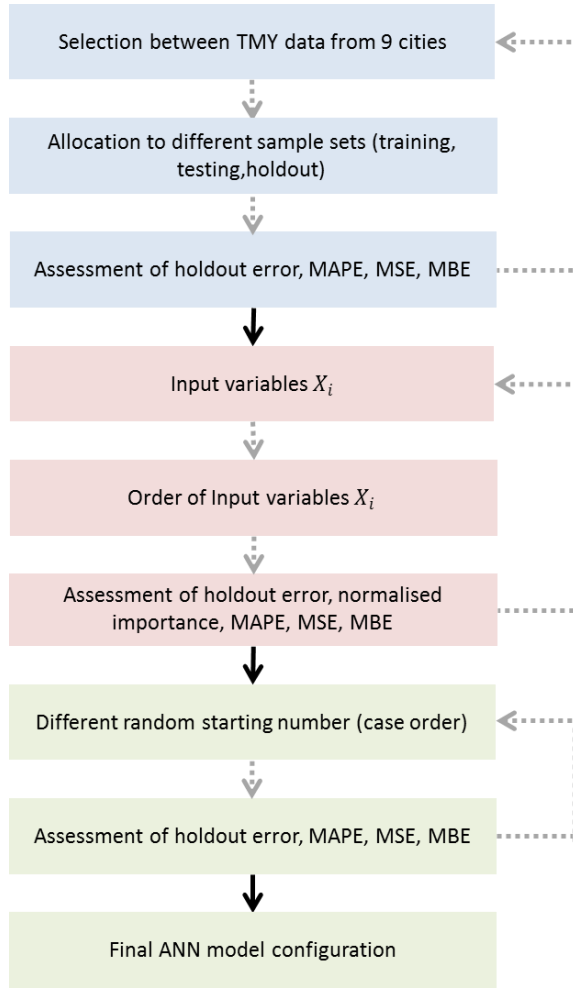 Selection between TMY data from 9 cities
Allocation to different sample sets (training,
testing,holdout)
Assessment of holdout error, MAPE, MSE, MBE
Input variables Xᵢ
Order of Input variables Xᵢ
Assessment of holdout error, normalised
importance, MAPE, MSE, MBE
Different random starting number (case order)
Assessment of holdout error, MAPE, MSE, MBE
Final ANN model configuration